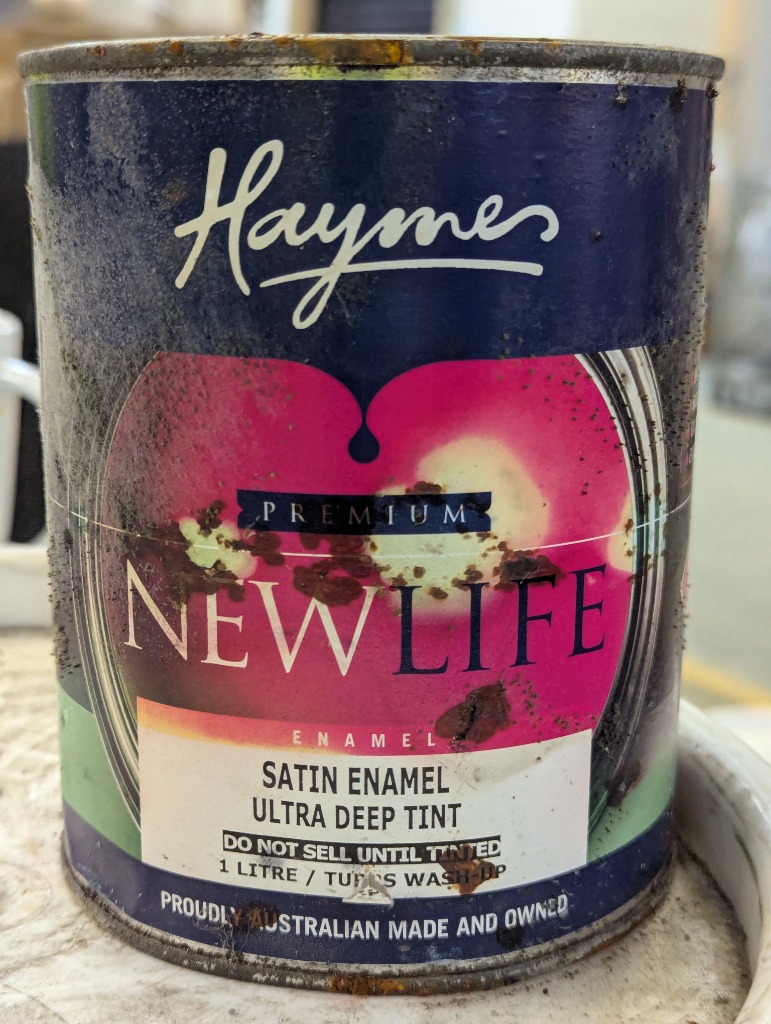 Haymes
PREMIUM
NEWLIFE
ENAMEL
SATIN ENAMEL
ULTRA DEEP TINT
DO NOT SELL UNTIL TINTED
1 LITRE / TURPS WASH-UP
PROUDLY AUSTRALIAN MADE AND OWNED